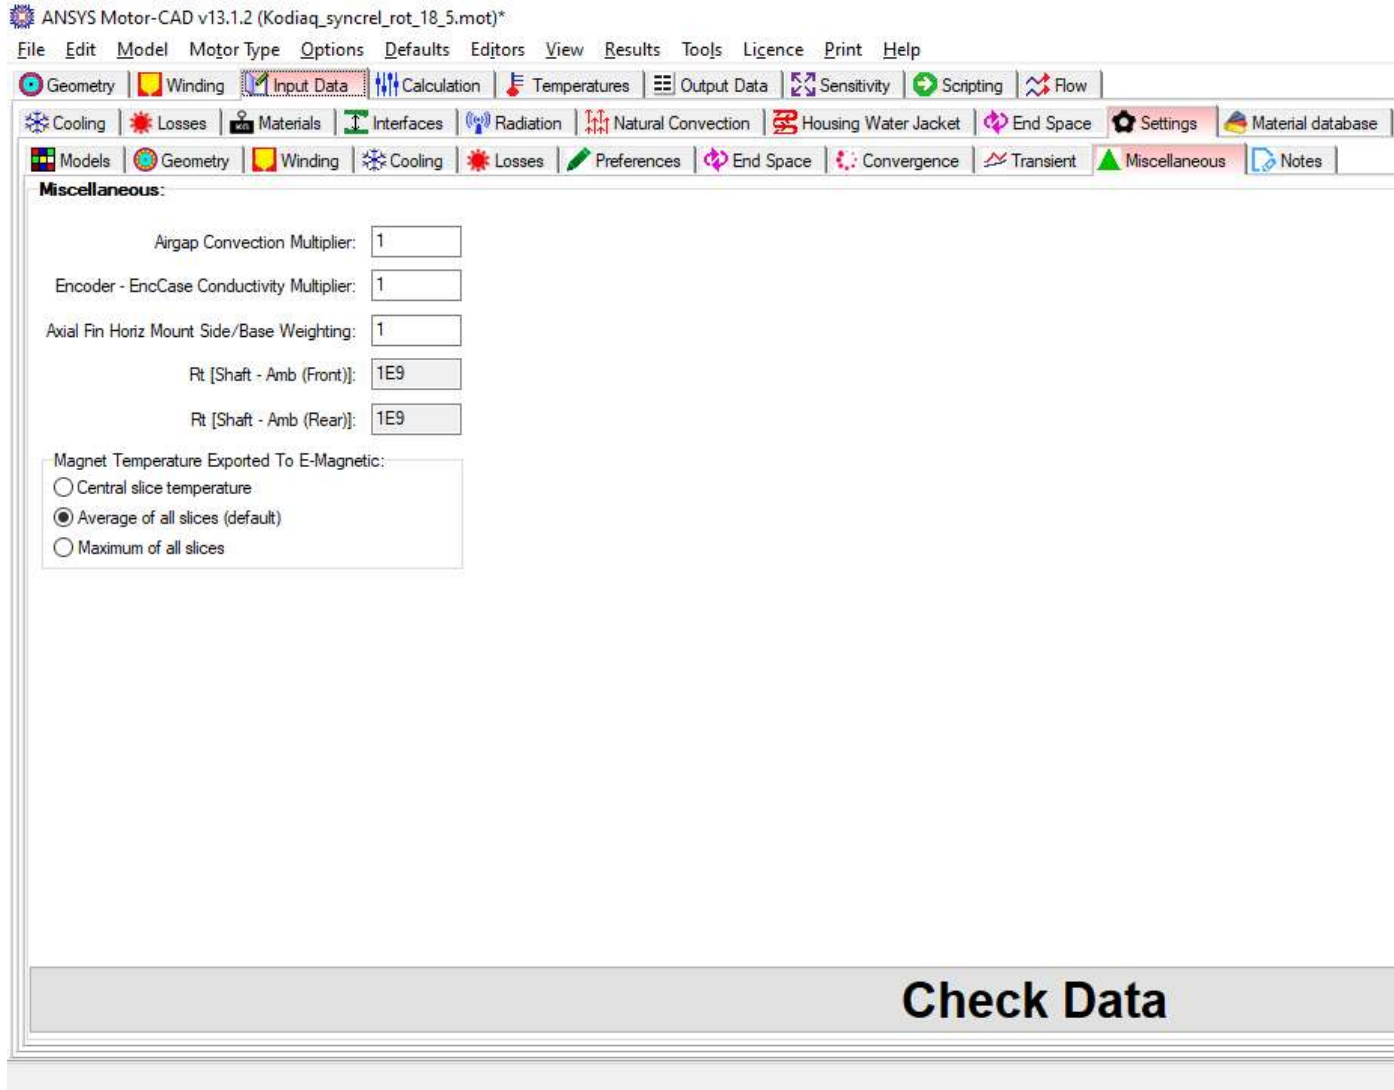 ANSYS Motor-CAD v13.1.2 (Kodiaq_syncrel_rot_18_5.mot)*
File Edit Model Motor Type Options Defaults Editors View Results Tools Licence Print Help
Geometry Winding Input Data Calculation Temperatures Output Data Sensitivity Scripting Flow
Cooling Losses Materials Interfaces Radiation Natural Convection Housing Water Jacket End Space Settings Material database
Models Geometry Winding Cooling Losses Preferences End Space Convergence Transient Miscellaneous Notes
Miscellaneous:
Airgap Convection Multiplier: 1
Encoder - EncCase Conductivity Multiplier: 1
Axial Fin Horiz Mount Side/Base Weighting: 1
Rt [Shaft - Amb (Front)]: 1E9
Rt [Shaft - Amb (Rear)]: 1E9
Magnet Temperature Exported To E-Magnetic:
Central slice temperature
Average of all slices (default)
Maximum of all slices
Check Data